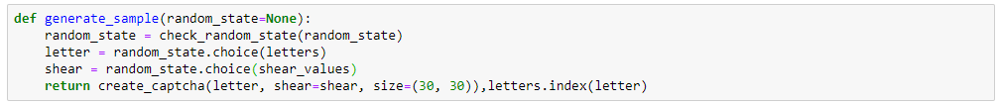 def generate_sample(random_state=None):
    random_state = check_random_state(random_state)
    letter = random_state.choice(letters)
    shear = random_state.choice(shear_values)
    return create_captcha(letter, shear=shear, size=(30, 30)),letters.index(letter)